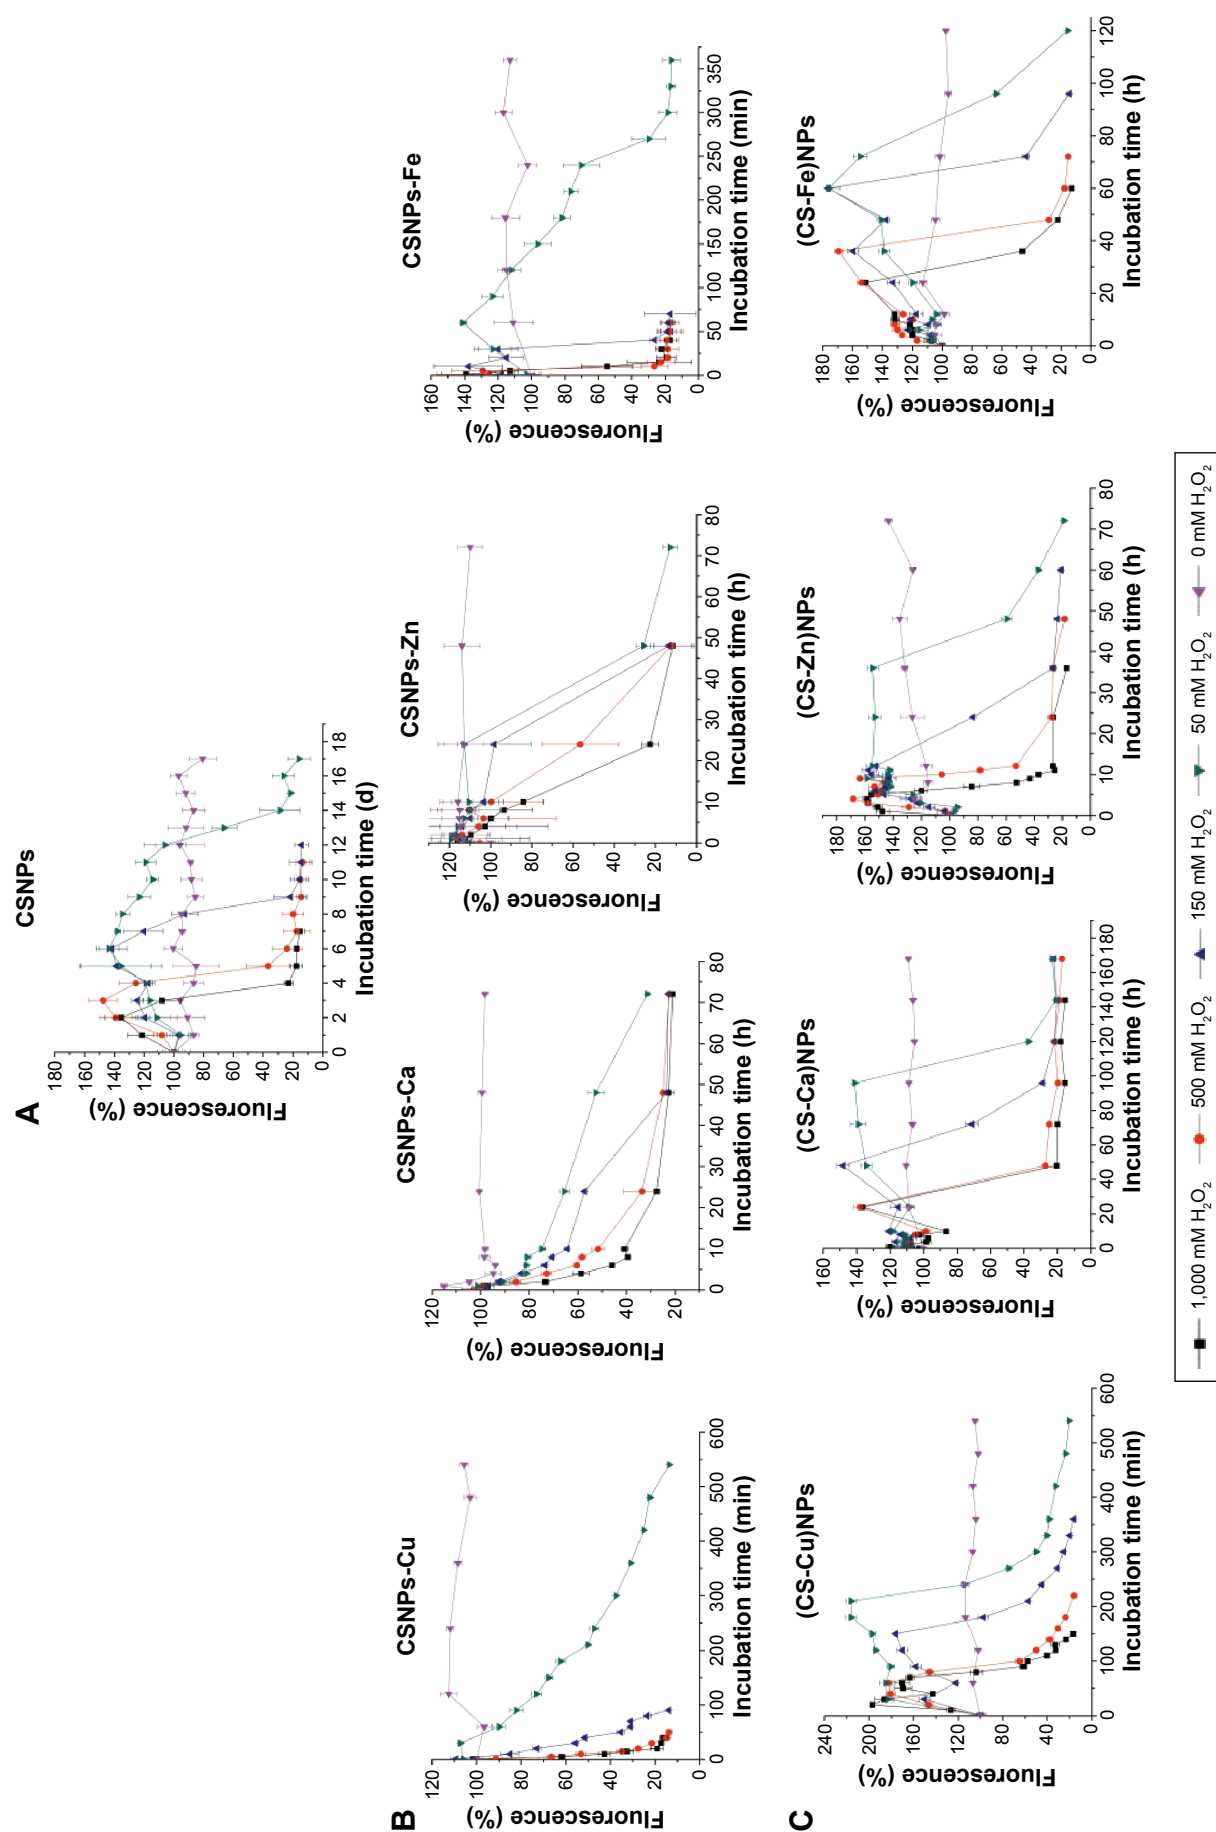 A
CSNPs
180
160
140
120
100
80
60
40
20
0
Fluorescence
(%)
0 2 4 6 8 10 12 14 16 18
Incubation time (d)
B
CSNPs-Cu
120
100
80
60
40
20
0
Fluorescence
(%)
0 100 200 300 400 500 600
Incubation time (min)
CSNPs-Ca
120
100
80
60
40
20
Fluorescence
(%)
0 10 20 30 40 50 60 70 80
Incubation time (h)
CSNPs-Zn
120
100
80
60
40
20
0
Fluorescence
(%)
0 10 20 30 40 50 60 70 80
Incubation time (h)
CSNPs-Fe
160
140
120
100
80
60
40
20
0
Fluorescence
(%)
0 50 100 150 200 250 300 350
Incubation time (min)
C
(CS-Cu)NPs
240
200
160
120
80
40
0
Fluorescence
(%)
0 100 200 300 400 500 600
Incubation time (min)
(CS-Ca)NPs
160
140
120
100
80
60
40
20
0
Fluorescence
(%)
0 20 40 60 80 100 120 140 160 180
Incubation time (h)
(CS-Zn)NPs
180
160
140
120
100
80
60
40
20
0
Fluorescence
(%)
0 10 20 30 40 50 60 70 80
Incubation time (h)
(CS-Fe)NPs
180
160
140
120
100
80
60
40
20
Fluorescence
(%)
0 20 40 60 80 100 120
Incubation time (h)
1,000 mM H₂O₂ 500 mM H₂O₂ 150 mM H₂O₂ 50 mM H₂O₂ 0 mM H₂O₂